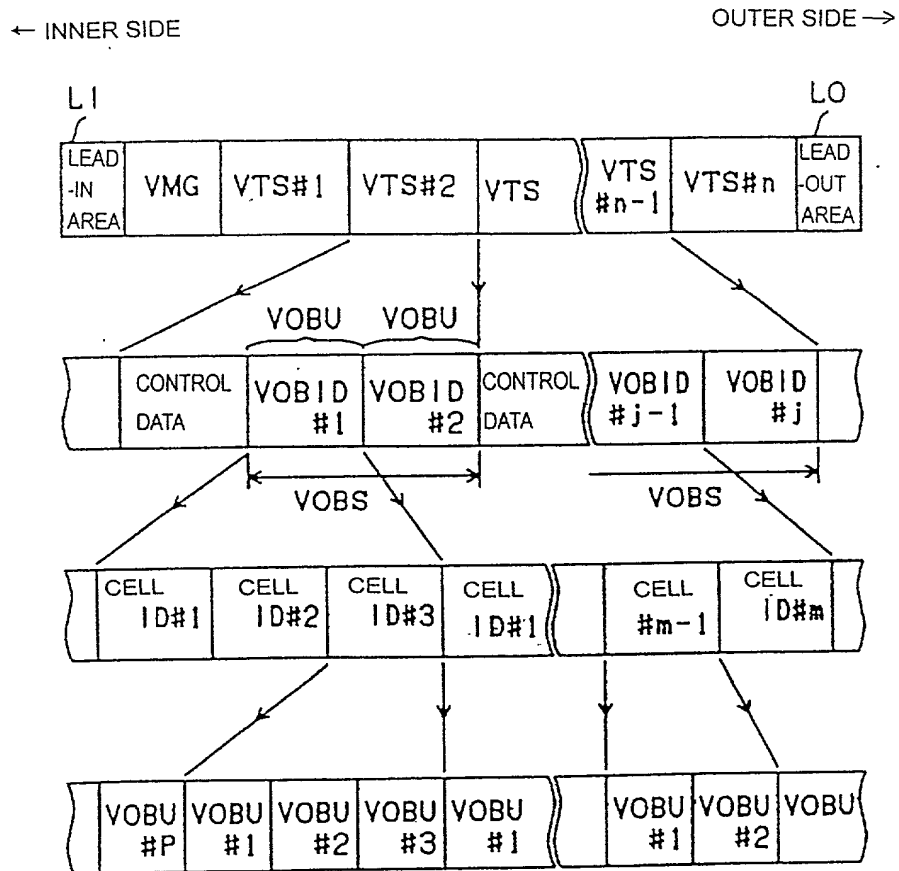 ← INNER SIDE
OUTER SIDE →
LI
LO
LEAD
-IN
AREA
VMG
VTS#1
VTS#2
VTS
VTS
#n-1
VTS#n
LEAD
-OUT
AREA
VOBU
VOBU
CONTROL
DATA
VOBID
#1
VOBID
#2
CONTROL
DATA
VOBID
#j-1
VOBID
#j
VOBS
VOBS
CELL
ID#1
CELL
ID#2
CELL
ID#3
CELL
ID#1
CELL
#m-1
CELL
ID#m
VOBU
#P
VOBU
#1
VOBU
#2
VOBU
#3
VOBU
#1
VOBU
#1
VOBU
#2
VOBU